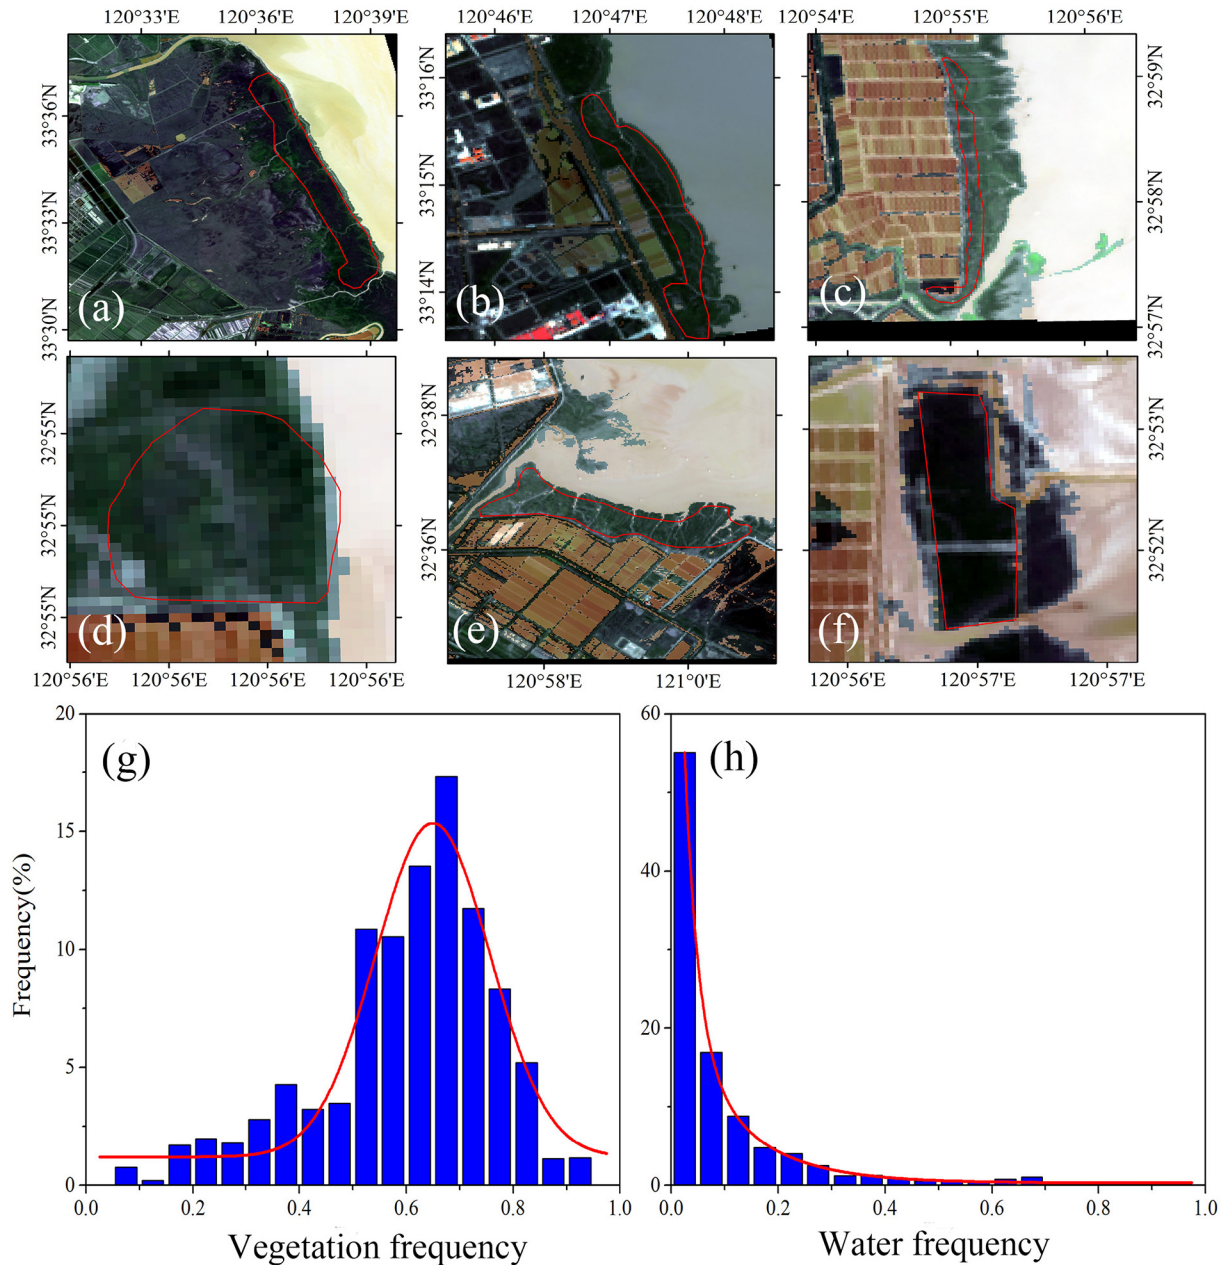 120°33'E 120°36'E 120°39'E
120°46'E 120°47'E 120°48'E
120°54'E 120°55'E 120°56'E
33°36'N
33°33'N
33°30'N
(a)
33°16'N
33°15'N
33°14'N
(b)
32°59'N
32°58'N
32°57'N
(c)
32°55'N
32°55'N
32°55'N
(d)
120°56'E 120°56'E 120°56'E 120°56'E
32°38'N
32°36'N
(e)
120°58'E 121°0'E
32°53'N
32°52'N
(f)
120°56'E 120°57'E 120°57'E
(g)
Frequency(%)
20
15
10
5
0
0.0 0.2 0.4 0.6 0.8 1.0
Vegetation frequency
(h)
60
40
20
0
0.0 0.2 0.4 0.6 0.8 1.0
Water frequency